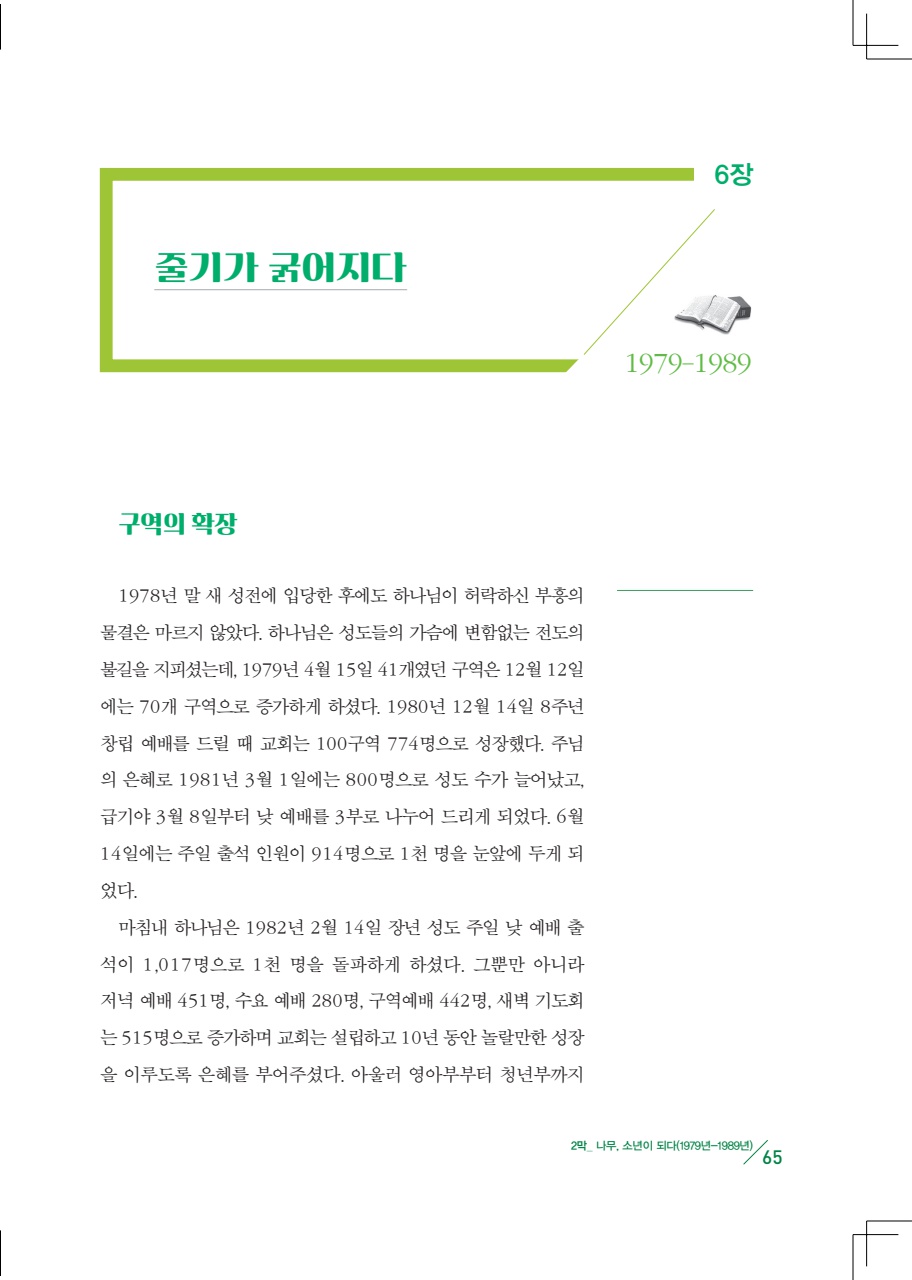 6장
줄기가 굵어지다
1979-1989
구역의 확장
1978년 말 새 성전에 입당한 후에도 하나님이 허락하신 부흥의
물결은 마르지 않았다. 하나님은 성도들의 가슴에 변함없는 전도의
불길을 지피셨는데, 1979년 4월 15일 41개였던 구역은 12월 12일
에는 70개 구역으로 증가하게 하셨다. 1980년 12월 14일 8주년
창립 예배를 드릴 때 교회는 100구역 774명으로 성장했다. 주님
의 은혜로 1981년 3월 1일에는 800명으로 성도 수가 늘어났고,
급기야 3월 8일부터 낮 예배를 3부로 나누어 드리게 되었다. 6월
14일에는 주일 출석 인원이 914명으로 1천 명을 눈앞에 두게 되
었다.
마침내 하나님은 1982년 2월 14일 장년 성도 주일 낮 예배 출
석이 1,017명으로 1천 명을 돌파하게 하셨다. 그뿐만 아니라
저녁 예배 451명, 수요 예배 280명, 구역예배 442명, 새벽 기도회
는 515명으로 증가하며 교회는 설립하고 10년 동안 놀랄만한 성장
을 이루도록 은혜를 부어주셨다. 아울러 영아부부터 청년부까지
2막_ 나무, 소년이 되다(1979년-1989년)
65